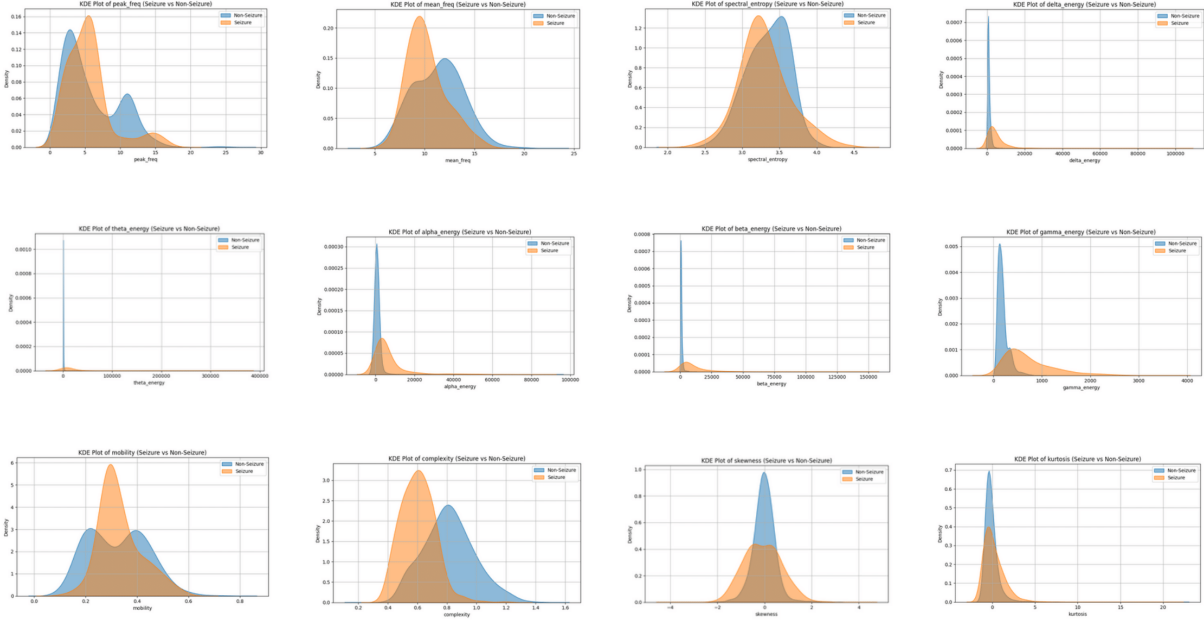 KDE Plot of peak_freq (Seizure vs Non-Seizure)
Non-Seizure
Seizure
Density
0.16
0.14
0.12
0.10
0.08
0.06
0.04
0.02
0.00
0 5 10 15 20 25 30
peak_freq
KDE Plot of mean_freq (Seizure vs Non-Seizure)
Non-Seizure
Seizure
Density
0.20
0.15
0.10
0.05
0.00
5 10 15 20 25
mean_freq
KDE Plot of spectral_entropy (Seizure vs Non-Seizure)
Non-Seizure
Seizure
Density
1.2
1.0
0.8
0.6
0.4
0.2
0.0
2.0 2.5 3.0 3.5 4.0 4.5
spectral_entropy
KDE Plot of delta_energy (Seizure vs Non-Seizure)
Non-Seizure
Seizure
Density
0.0007
0.0006
0.0005
0.0004
0.0003
0.0002
0.0001
0.0000
0 20000 40000 60000 80000 100000
delta_energy
KDE Plot of theta_energy (Seizure vs Non-Seizure)
Non-Seizure
Seizure
Density
0.0010
0.0008
0.0006
0.0004
0.0002
0.0000
0 100000 200000 300000 400000
theta_energy
KDE Plot of alpha_energy (Seizure vs Non-Seizure)
Non-Seizure
Seizure
Density
0.00030
0.00025
0.00020
0.00015
0.00010
0.00005
0.00000
0 20000 40000 60000 80000 100000
alpha_energy
KDE Plot of beta_energy (Seizure vs Non-Seizure)
Non-Seizure
Seizure
Density
0.0008
0.0007
0.0006
0.0005
0.0004
0.0003
0.0002
0.0001
0.0000
0 25000 50000 75000 100000 125000 150000
beta_energy
KDE Plot of gamma_energy (Seizure vs Non-Seizure)
Non-Seizure
Seizure
Density
0.005
0.004
0.003
0.002
0.001
0.000
0 1000 2000 3000 4000
gamma_energy
KDE Plot of mobility (Seizure vs Non-Seizure)
Non-Seizure
Seizure
Density
6
5
4
3
2
1
0
0.0 0.2 0.4 0.6 0.8
mobility
KDE Plot of complexity (Seizure vs Non-Seizure)
Non-Seizure
Seizure
Density
3.0
2.5
2.0
1.5
1.0
0.5
0.0
0.2 0.4 0.6 0.8 1.0 1.2 1.4 1.6
complexity
KDE Plot of skewness (Seizure vs Non-Seizure)
Non-Seizure
Seizure
Density
1.0
0.8
0.6
0.4
0.2
0.0
−4 −2 0 2 4
skewness
KDE Plot of kurtosis (Seizure vs Non-Seizure)
Non-Seizure
Seizure
Density
0.7
0.6
0.5
0.4
0.3
0.2
0.1
0.0
0 5 10 15 20
kurtosis